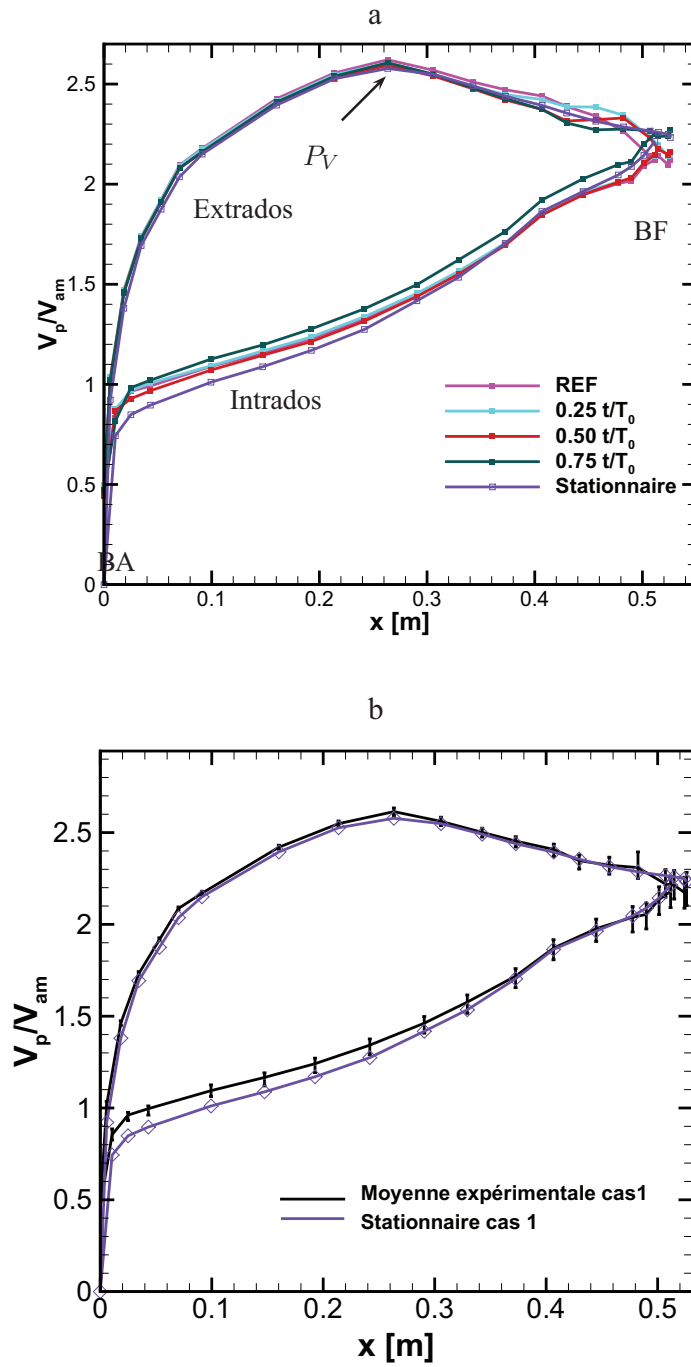 a
2.5
2
1.5
1
0.5
0
V_p/V_am
P_V
Extrados
BF
Intrados
BA
REF
0.25 t/T_0
0.50 t/T_0
0.75 t/T_0
Stationnaire
0 0.1 0.2 0.3 0.4 0.5
x [m]
b
2.5
2
1.5
1
0.5
0
V_p/V_am
Moyenne expérimentale cas1
Stationnaire cas 1
0 0.1 0.2 0.3 0.4 0.5
x [m]